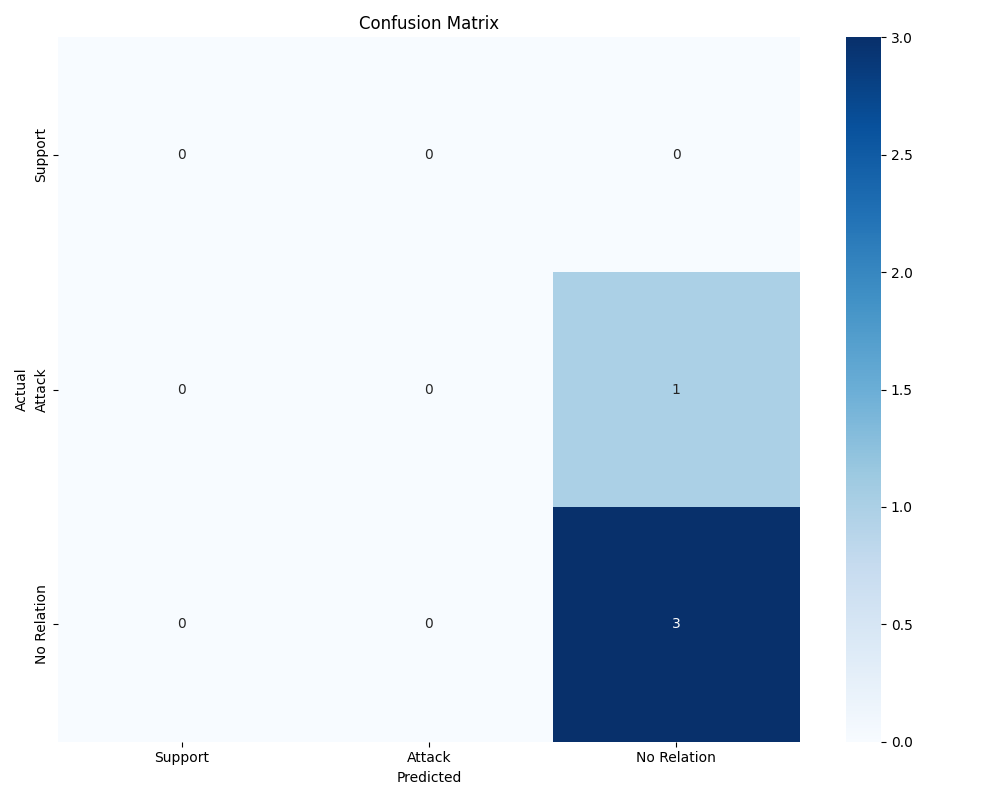 Confusion Matrix
Actual
Support
Attack
No Relation
0 0 0
0 0 1
0 0 3
Support Attack No Relation
Predicted
3.0
2.5
2.0
1.5
1.0
0.5
0.0